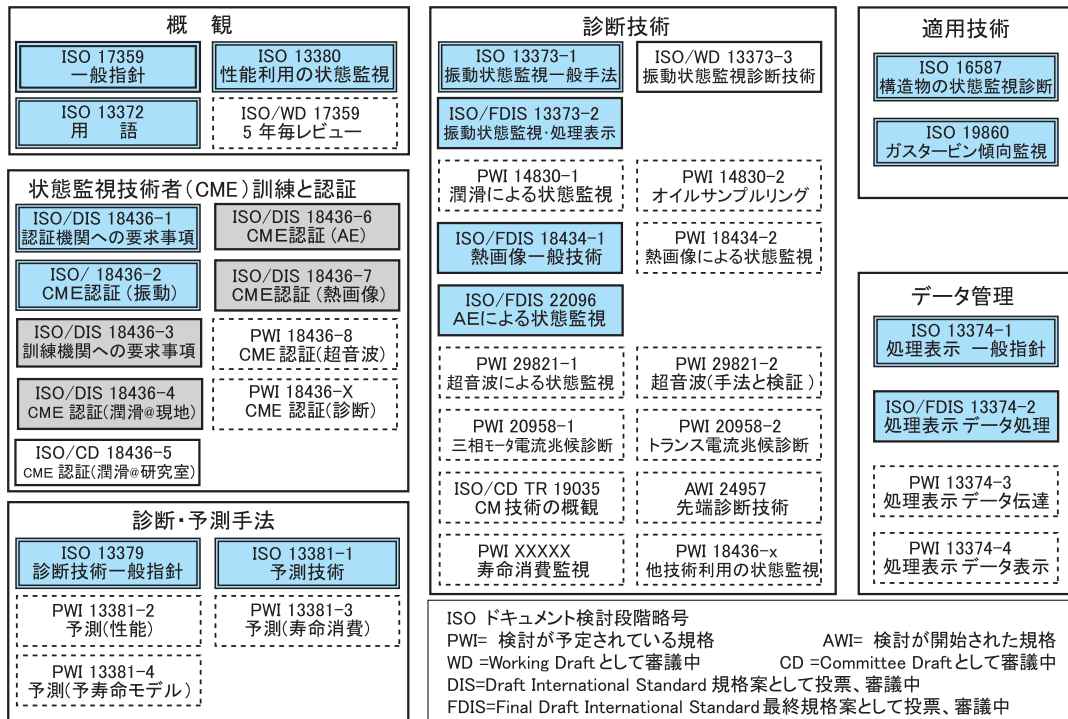 概　観
ISO 17359
一般指針
ISO 13380
性能利用の状態監視
ISO 13372
用　語
ISO/WD 17359
5 年毎レビュー
状態監視技術者(CME)訓練と認証
ISO/DIS 18436-1
認証機関への要求事項
ISO/DIS 18436-6
CME認証(AE)
ISO/ 18436-2
CME認証(振動)
ISO/DIS 18436-7
CME認証(熱画像)
ISO/DIS 18436-3
訓練機関への要求事項
PWI 18436-8
CME認証(超音波)
ISO/DIS 18436-4
CME 認証(潤滑@現地)
PWI 18436-X
CME 認証(診断)
ISO/CD 18436-5
CME 認証(潤滑@研究室)
診断・予測手法
ISO 13379
診断技術一般指針
ISO 13381-1
予測技術
PWI 13381-2
予測(性能)
PWI 13381-3
予測(寿命消費)
PWI 13381-4
予測(予寿命モデル)
診断技術
ISO 13373-1
振動状態監視一般手法
ISO/WD 13373-3
振動状態監視診断技術
ISO/FDIS 13373-2
振動状態監視・処理表示
PWI 14830-1
潤滑による状態監視
PWI 14830-2
オイルサンプルリング
ISO/FDIS 18434-1
熱画像一般技術
PWI 18434-2
熱画像による状態監視
ISO/FDIS 22096
AEによる状態監視
PWI 29821-1
超音波による状態監視
PWI 29821-2
超音波(手法と検証)
PWI 20958-1
三相モータ電流兆候診断
PWI 20958-2
トランス電流兆候診断
ISO/CD TR 19035
CM 技術の概観
AWI 24957
先端診断技術
PWI XXXXX
寿命消費監視
PWI 18436-x
他技術利用の状態監視
適用技術
ISO 16587
構造物の状態監視診断
ISO 19860
ガスタービン傾向監視
データ管理
ISO 13374-1
処理表示 一般指針
ISO/FDIS 13374-2
処理表示 データ処理
PWI 13374-3
処理表示 データ伝達
PWI 13374-4
処理表示 データ表示
ISO ドキュメント検討段階略号
PWI= 検討が予定されている規格　AWI= 検討が開始された規格
WD =Working Draftとして審議中　CD =Committee Draftとして審議中
DIS=Draft International Standard 規格案として投票、審議中
FDIS=Final Draft International Standard 最終規格案として投票、審議中